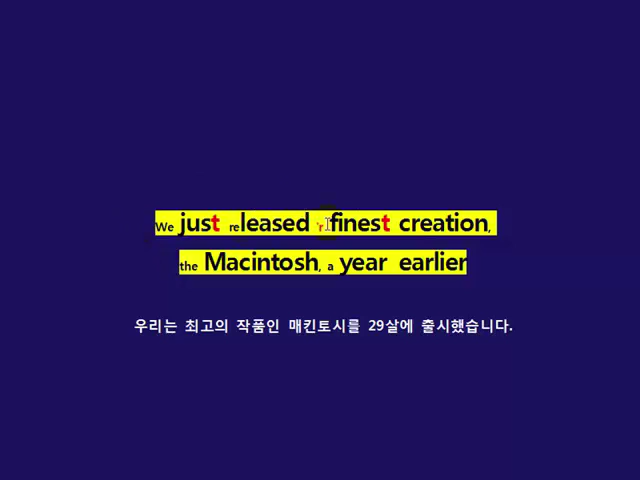 We just released 'r finest creation,
the Macintosh, a year earlier
우리는 최고의 작품인 매킨토시를 29살에 출시했습니다.